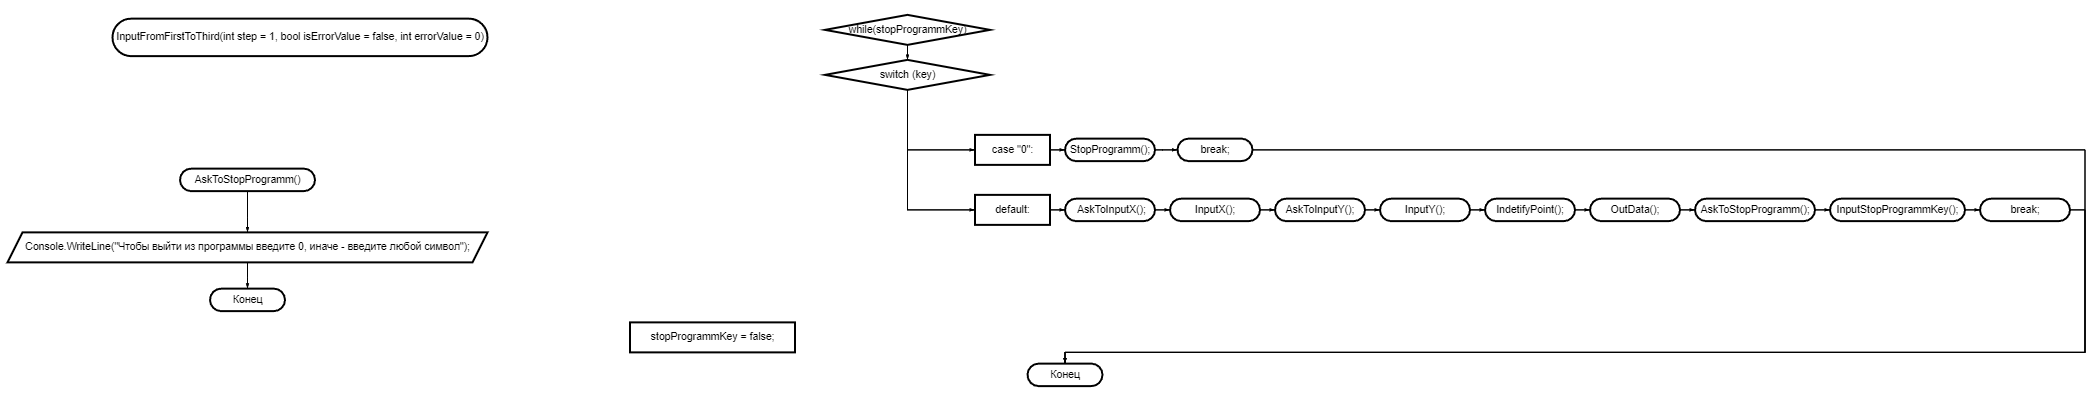 InputFromFirstToThird(int step = 1, bool isErrorValue = false, int errorValue = 0)
AskToStopProgramm()
Console.WriteLine("Чтобы выйти из программы введите 0, иначе - введите любой символ");
Конец
stopProgrammKey = false;
while(stopProgrammKey)
switch (key)
case "0":
StopProgramm();
break;
default:
AskToInputX();
InputX();
AskToInputY();
InputY();
IndetifyPoint();
OutData();
AskToStopProgramm();
InputStopProgrammKey();
break;
Конец